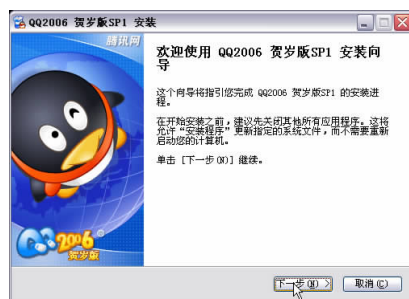 QQ2006 贺岁版SP1 安装
腾讯网
欢迎使用 QQ2006 贺岁版SP1 安装向
导
这个向导将指引您完成 QQ2006 贺岁版SP1 的安装进
程。
在开始安装之前，建议先关闭其他所有应用程序。这将
允许“安装程序”更新指定的系统文件，而不需要重新
启动您的计算机。
单击 [下一步(N)] 继续。
QQ2006
贺岁版
下一步(N) >
取消(C)